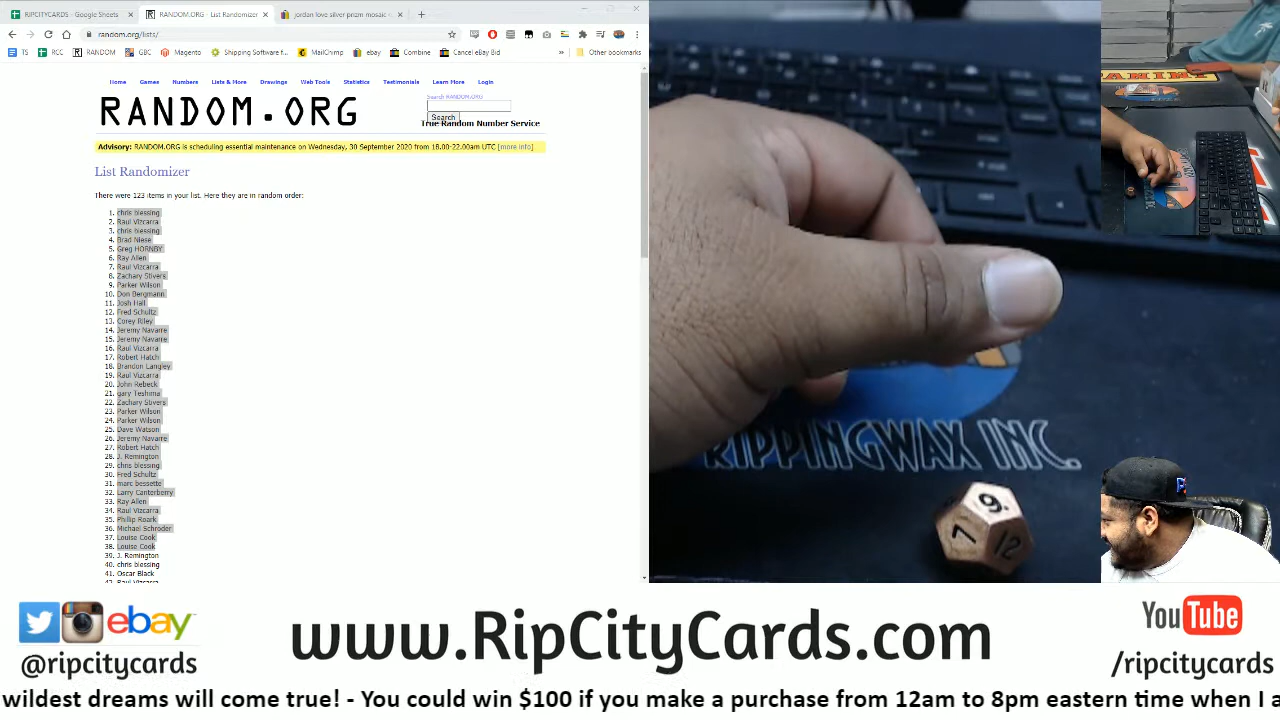 RIPCITYCARDS - Google Sheets
RANDOM.ORG - List Randomizer
jordan love silver prizm mosaic
random.org/lists/
TS
RCC
RANDOM
GBC
Magento
Shipping Software f...
MailChimp
ebay
Combine
Cancel eBay Bid
Other bookmarks
Home
Games
Numbers
Lists & More
Drawings
Web Tools
Statistics
Testimonials
Learn More
Login
Search RANDOM.ORG
RANDOM.ORG
Search
True Random Number Service
Advisory: RANDOM.ORG is scheduling essential maintenance on Wednesday, 30 September 2020 from 18.00-22.00am UTC [more info].
List Randomizer
There were 123 items in your list. Here they are in random order:
1. chris blessing
2. Raul Vizcarra
3. chris blessing
4. Brad Niese
5. Greg HORNBY
6. Ray Allen
7. Raul Vizcarra
8. Zachary Stivers
9. Parker Wilson
10. Don Bergmann
11. Josh Hall
12. Fred Schultz
13. Corey Riley
14. Jeremy Navarre
15. Jeremy Navarre
16. Raul Vizcarra
17. Robert Hatch
18. Brandon Langley
19. Raul Vizcarra
20. John Rebeck
21. gary Teshima
22. Zachary Stivers
23. Parker Wilson
24. Parker Wilson
25. Dave Watson
26. Jeremy Navarre
27. Robert Hatch
28. J. Remington
29. chris blessing
30. Fred Schultz
31. marc bessette
32. Larry Canterberry
33. Ray Allen
34. Raul Vizcarra
35. Phillip Roark
36. Michael Schroder
37. Louise Cook
38. Louise Cook
39. J. Remington
40. chris blessing
41. Oscar Black
42. Raul Vizcarra
PANINI
RIPPINGWAX INC.
9.
7
12
ebay
@ripcitycards
www.RipCityCards.com
YouTube
/ripcitycards
wildest dreams will come true! - You could win $100 if you make a purchase from 12am to 8pm eastern time when I a